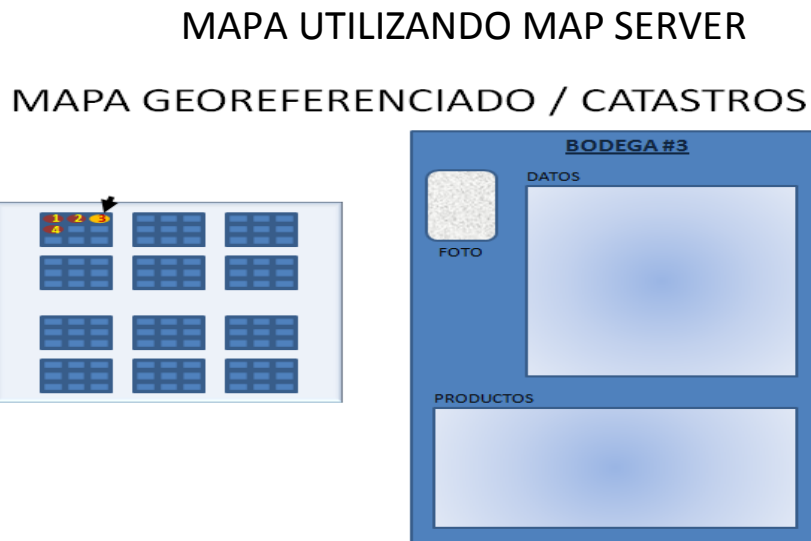 MAPA UTILIZANDO MAP SERVER
MAPA GEOREFERENCIADO / CATASTROS
1 2 3
4
BODEGA #3
DATOS
FOTO
PRODUCTOS